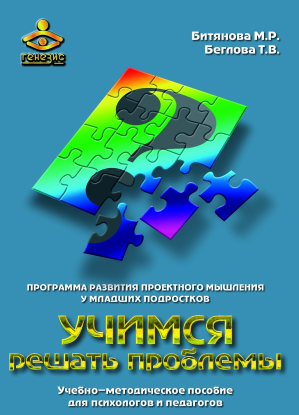 генезис
Битянова М.Р.
Беглова Т.В.
ПРОГРАММА РАЗВИТИЯ ПРОЕКТНОГО МЫШЛЕНИЯ
У МЛАДШИХ ПОДРОСТКОВ
УЧИМСЯ
решать проблемы
Учебно-методическое пособие
для психологов и педагогов